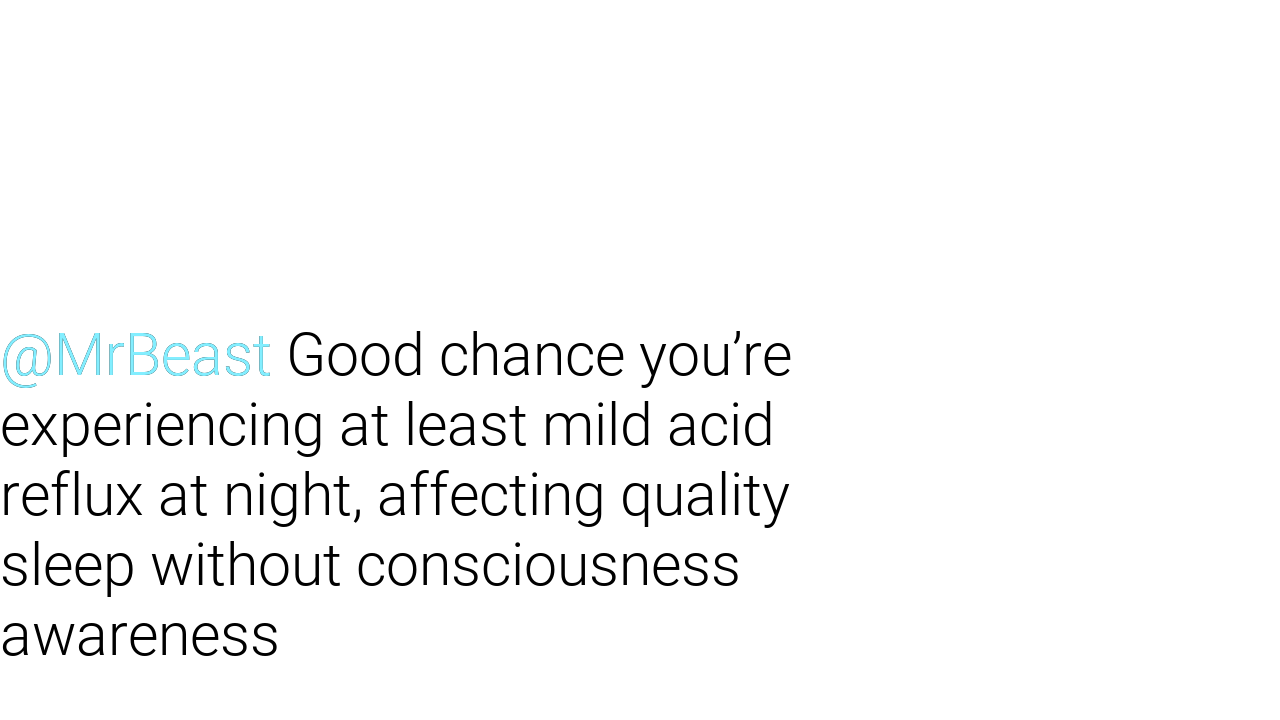 @MrBeast Good chance you’re
experiencing at least mild acid
reflux at night, affecting quality
sleep without consciousness
awareness